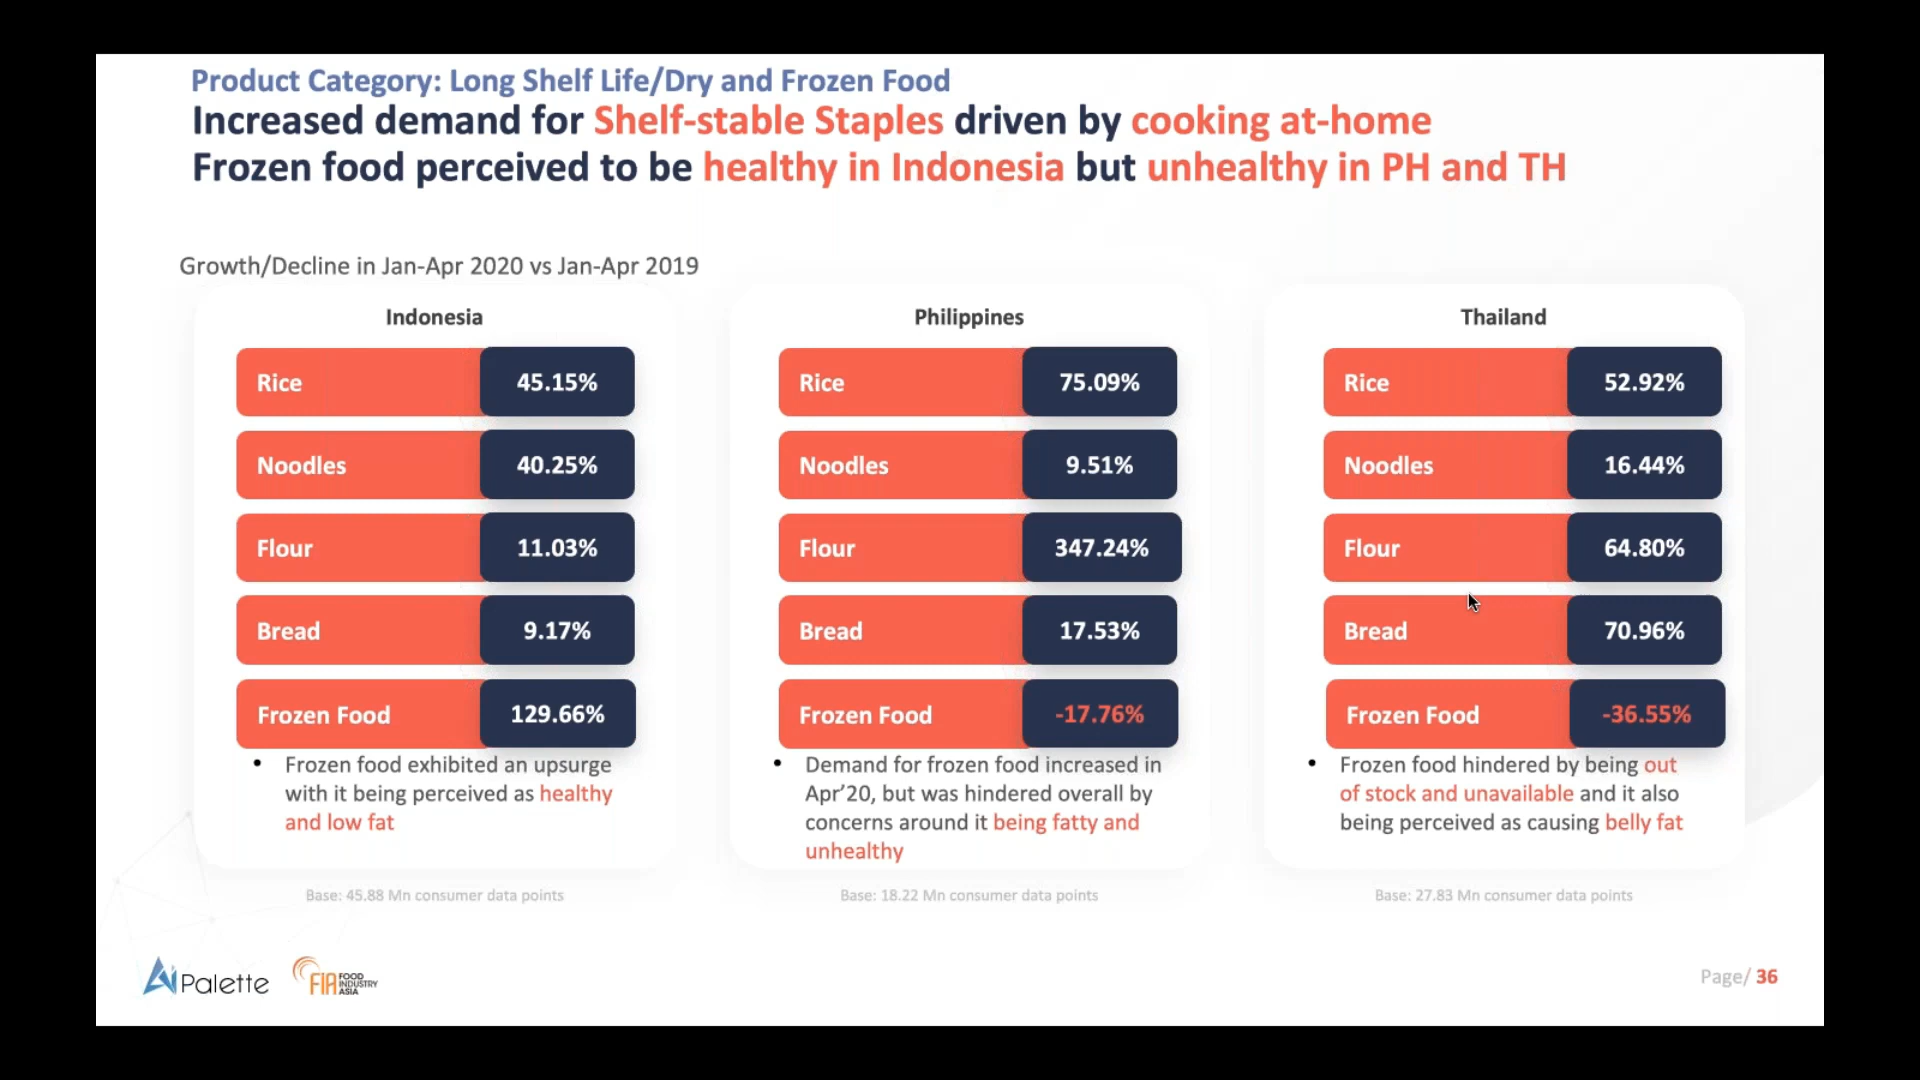 Product Category: Long Shelf Life/Dry and Frozen Food
Increased demand for Shelf-stable Staples driven by cooking at-home
Frozen food perceived to be healthy in Indonesia but unhealthy in PH and TH
Growth/Decline in Jan-Apr 2020 vs Jan-Apr 2019
Indonesia
Rice 45.15%
Noodles 40.25%
Flour 11.03%
Bread 9.17%
Frozen Food 129.66%
• Frozen food exhibited an upsurge
with it being perceived as healthy
and low fat
Base: 45.88 Mn consumer data points
Philippines
Rice 75.09%
Noodles 9.51%
Flour 347.24%
Bread 17.53%
Frozen Food -17.76%
• Demand for frozen food increased in
Apr’20, but was hindered overall by
concerns around it being fatty and
unhealthy
Base: 18.22 Mn consumer data points
Thailand
Rice 52.92%
Noodles 16.44%
Flour 64.80%
Bread 70.96%
Frozen Food -36.55%
• Frozen food hindered by being out
of stock and unavailable and it also
being perceived as causing belly fat
Base: 27.83 Mn consumer data points
Ai Palette
FIA FOOD
INDUSTRY
ASIA
Page/ 36